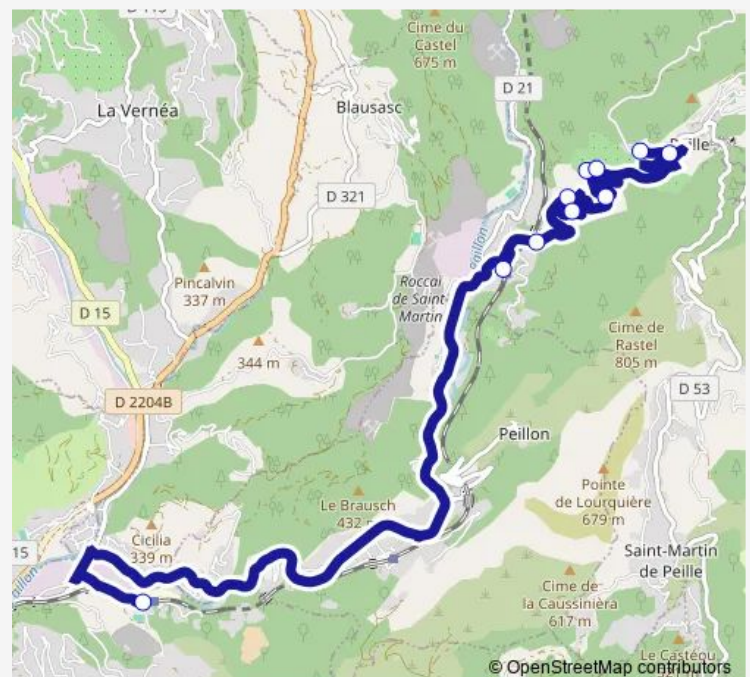 Cime du
Castel
675 m
D 21
La Vernéa
Blausasc
D 321
Peille
Pincalvin
337 m
Roccaï
de Saint-
Martin
D 15
344 m
Cime de
Rastel
805 m
D 53
D 2204B
Peillon
Pointe
de Lourquière
679 m
Le Brausch
432
Cicilia
339 m
15
Saint-Martin
de Peille
Cime de
la Caussinièra
617 m
Le Castéou
© OpenStreetMap contributors